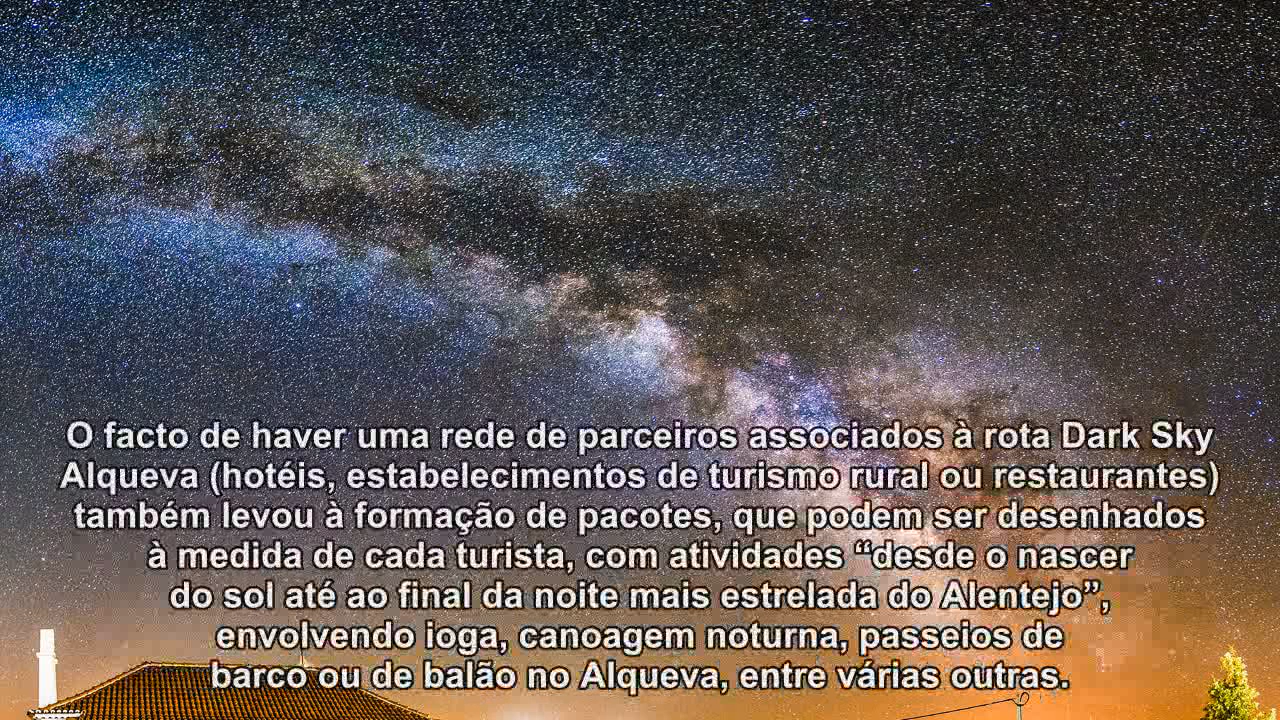 O facto de haver uma rede de parceiros associados à rota Dark Sky
Alqueva (hotéis, estabelecimentos de turismo rural ou restaurantes)
também levou à formação de pacotes, que podem ser desenhados
à medida de cada turista, com atividades “desde o nascer
do sol até ao final da noite mais estrelada do Alentejo”,
envolvendo ioga, canoagem noturna, passeios de
barco ou de balão no Alqueva, entre várias outras.